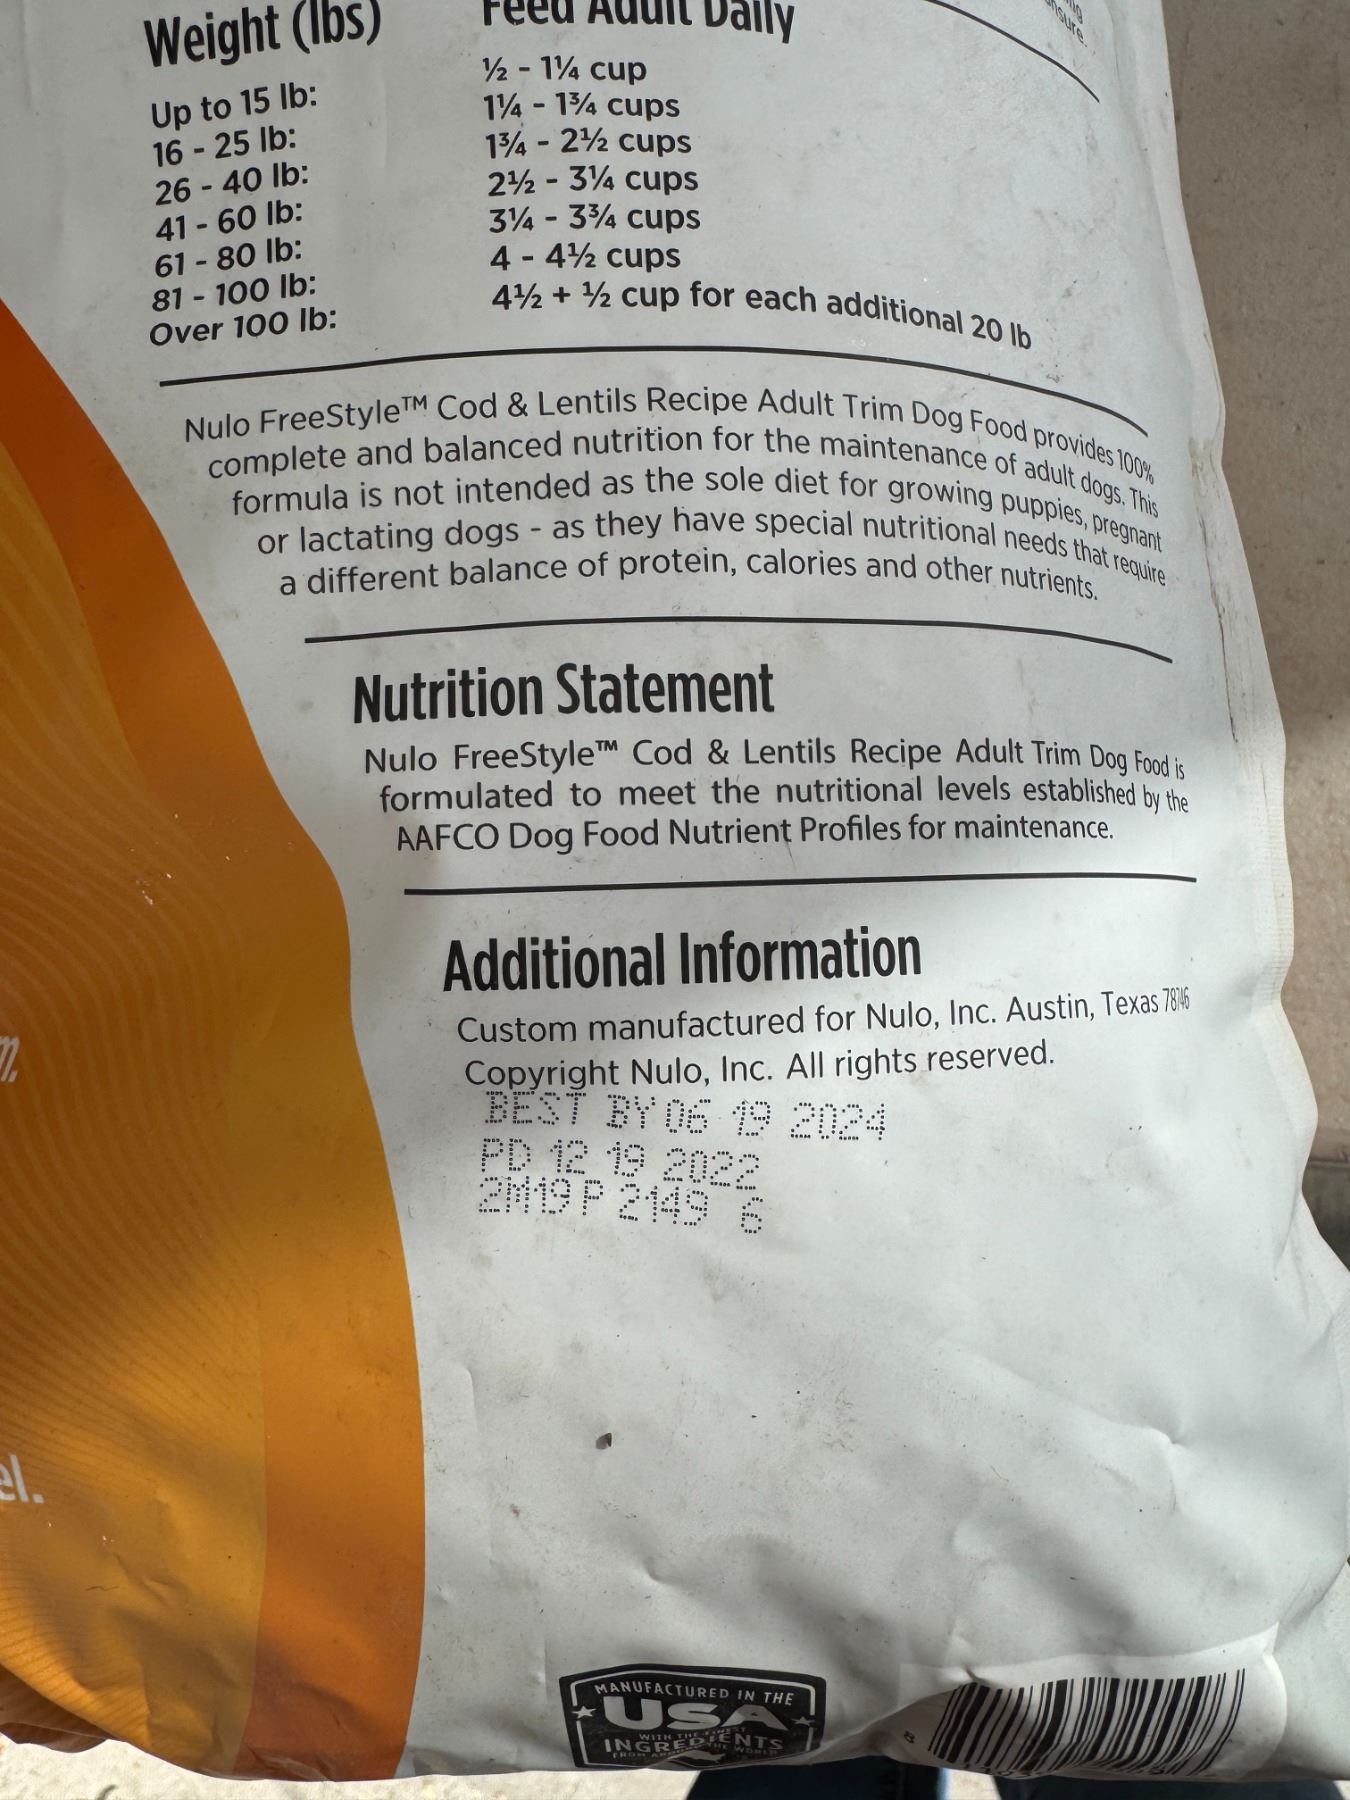 Weight (lbs)
Feed Adult Daily
Up to 15 lb:
½ - 1¼ cup
16 - 25 lb:
1¼ - 1¾ cups
26 - 40 lb:
1¾ - 2½ cups
41 - 60 lb:
2½ - 3¼ cups
61 - 80 lb:
3¼ - 3¾ cups
81 - 100 lb:
4 - 4½ cups
Over 100 lb:
4½ + ½ cup for each additional 20 lb
Nulo FreeStyle™ Cod & Lentils Recipe Adult Trim Dog Food provides 100%
complete and balanced nutrition for the maintenance of adult dogs. This
formula is not intended as the sole diet for growing puppies, pregnant
or lactating dogs - as they have special nutritional needs that require
a different balance of protein, calories and other nutrients.
Nutrition Statement
Nulo FreeStyle™ Cod & Lentils Recipe Adult Trim Dog Food is
formulated to meet the nutritional levels established by the
AAFCO Dog Food Nutrient Profiles for maintenance.
Additional Information
Custom manufactured for Nulo, Inc. Austin, Texas 78746
Copyright Nulo, Inc. All rights reserved.
BEST BY 06 19 2024
PD 12 19 2022
2M19 P 2149 6
MANUFACTURED IN THE
USA
WITH THE FINEST
INGREDIENTS
FROM AROUND THE WORLD